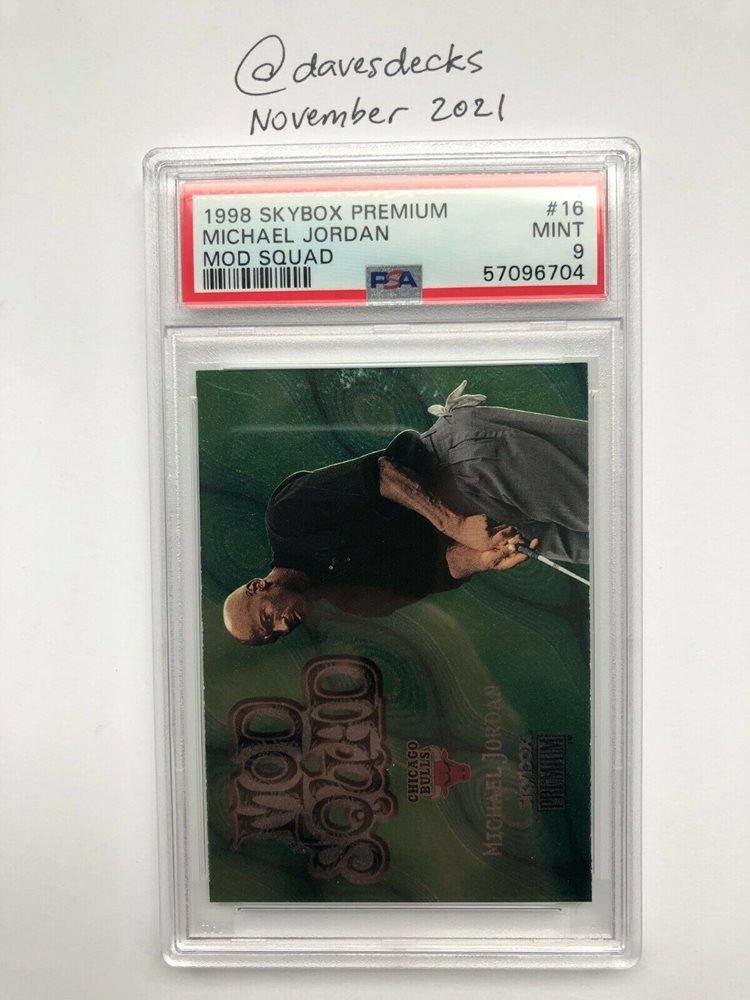 @davesdecks
November 2021
1998 SKYBOX PREMIUM #16
MICHAEL JORDAN MINT
MOD SQUAD 9
PSA 57096704
MOD
SQUAD
CHICAGO
BULLS
MICHAEL JORDAN
SKYBOX
PREMIUM